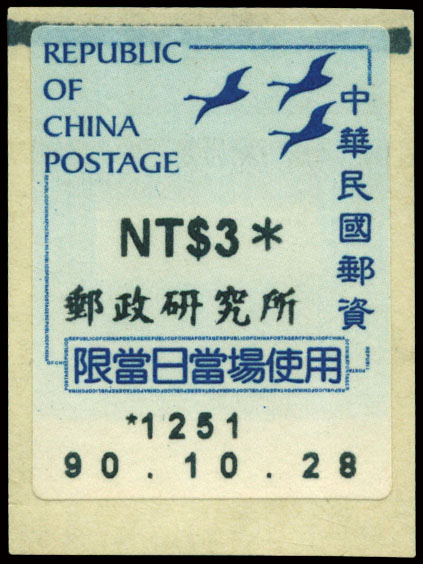 REPUBLIC
OF
CHINA
POSTAGE
中華民國郵資
NT$3*
郵政研究所
限當日當場使用
*1251
90.10.28